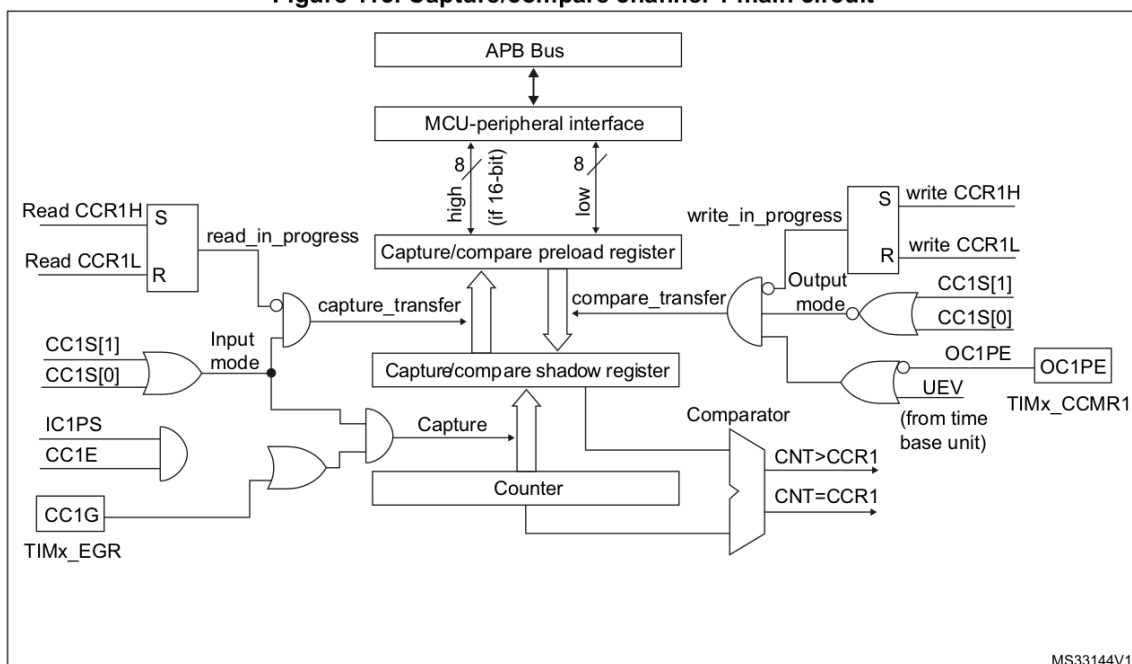 APB Bus
MCU-peripheral interface
8
high
(if 16-bit)
8
low
Read CCR1H
Read CCR1L
S
R
read_in_progress
write_in_progress
S
R
write CCR1H
write CCR1L
Capture/compare preload register
capture_transfer
compare_transfer
Output
mode
CC1S[1]
CC1S[0]
CC1S[1]
CC1S[0]
Input
mode
Capture/compare shadow register
OC1PE
OC1PE
UEV
TIMx_CCMR1
(from time
base unit)
IC1PS
CC1E
Capture
Comparator
CNT>CCR1
CNT=CCR1
Counter
CC1G
TIMx_EGR
MS33144V1